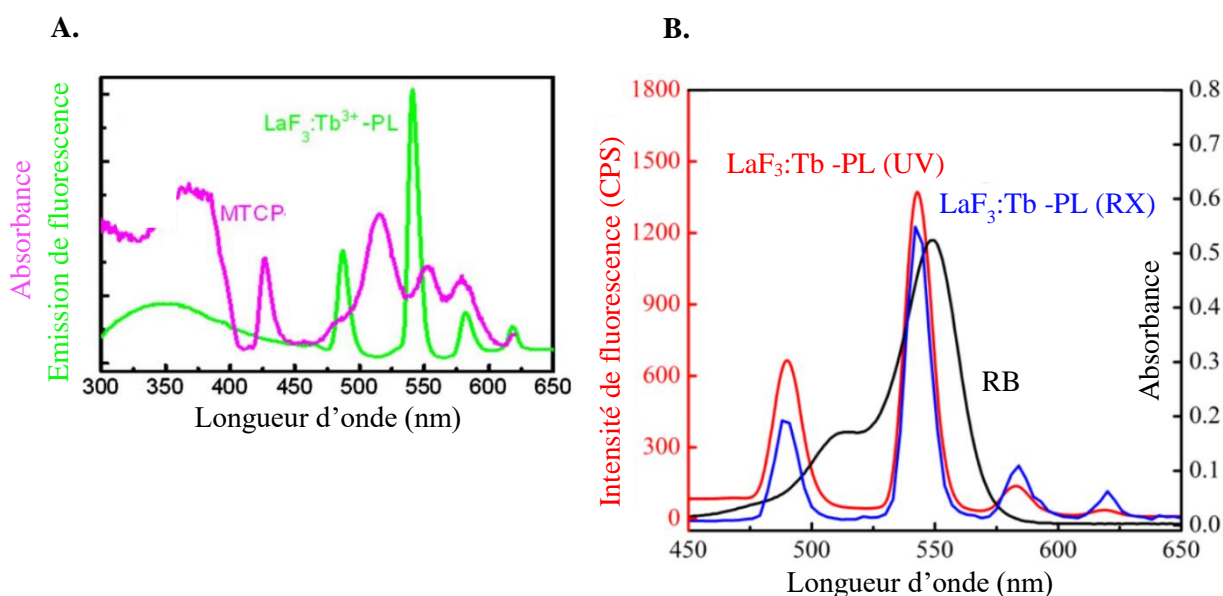 A.
Absorbance
Emission de fluorescence
LaF₃:Tb³⁺ -PL
MTCP
300 350 400 450 500 550 600 650
Longueur d’onde (nm)
B.
Intensité de fluorescence (CPS)
1800
1500
1200
900
600
300
0
LaF₃:Tb -PL (UV)
LaF₃:Tb -PL (RX)
RB
0.8
0.7
0.6
0.5
0.4
0.3
0.2
0.1
0.0
Absorbance
450 500 550 600 650
Longueur d’onde (nm)